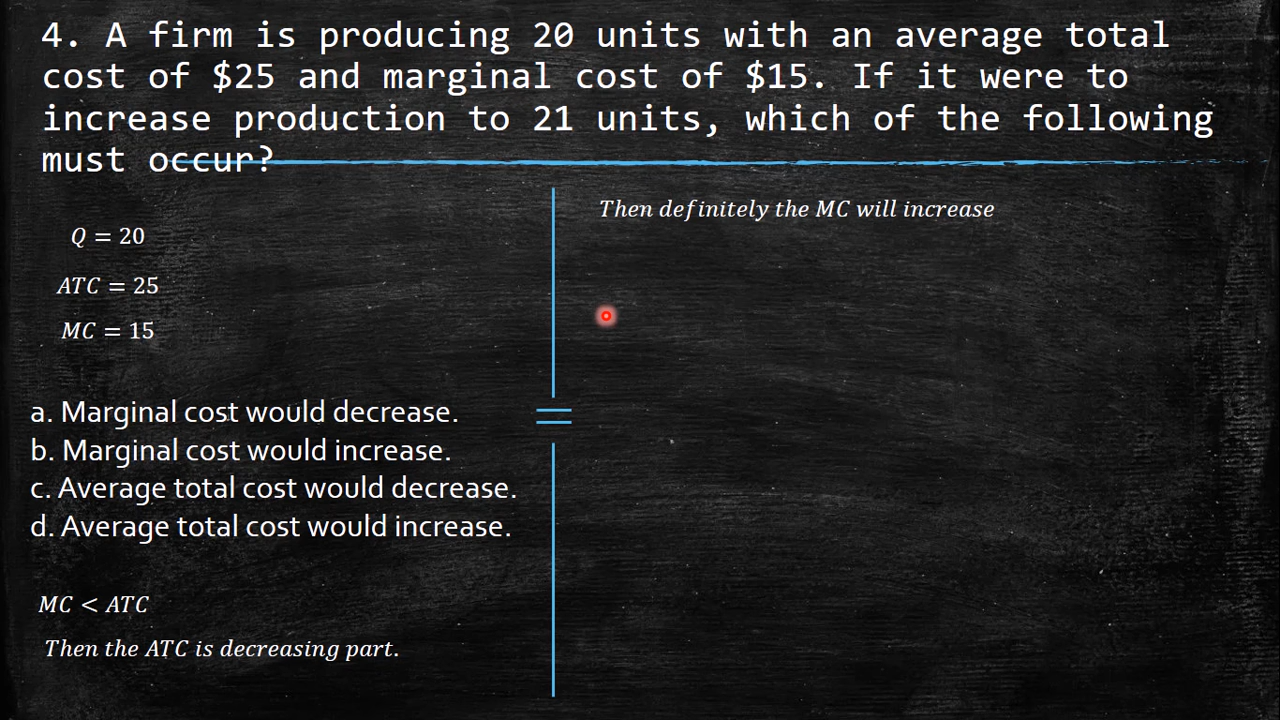 4. A firm is producing 20 units with an average total
cost of $25 and marginal cost of $15. If it were to
increase production to 21 units, which of the following
must occur?
Q = 20
ATC = 25
MC = 15
a. Marginal cost would decrease.
b. Marginal cost would increase.
c. Average total cost would decrease.
d. Average total cost would increase.
MC < ATC
Then the ATC is decreasing part.
Then definitely the MC will increase